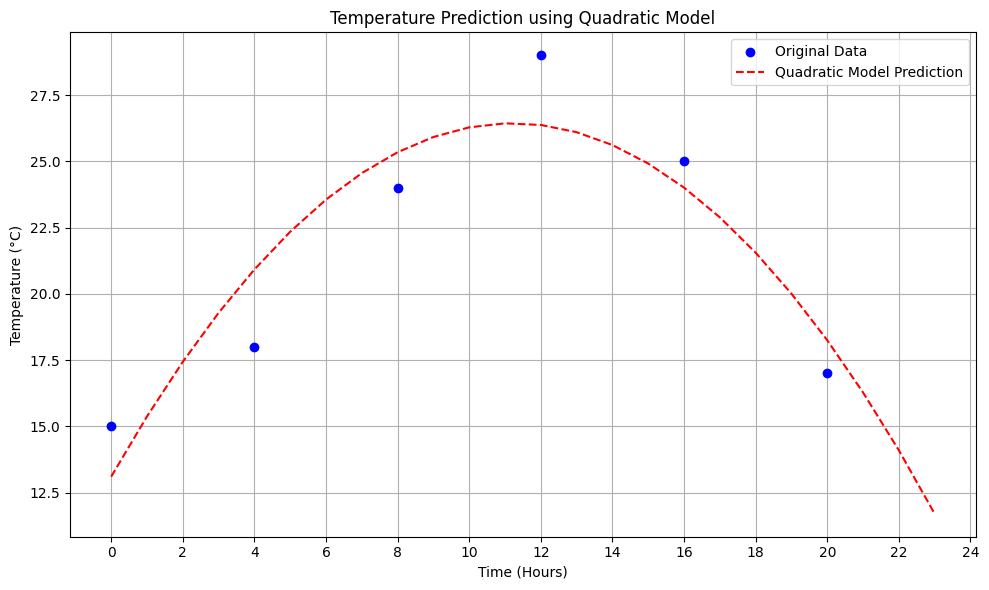 Temperature Prediction using Quadratic Model
Original Data
Quadratic Model Prediction
27.5
25.0
22.5
20.0
17.5
15.0
12.5
Temperature (°C)
0 2 4 6 8 10 12 14 16 18 20 22 24
Time (Hours)